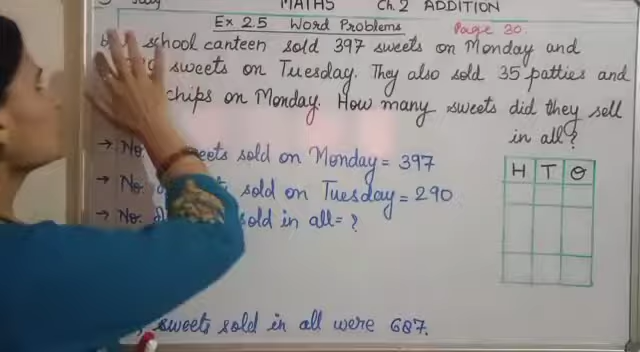 July
MATHS Ch. 2 ADDITION
Ex 2.5 Word Problems Page 30.
school canteen sold 397 sweets on Monday and
sweets on Tuesday. They also sold 35 patties and
chips on Monday. How many sweets did they sell
in all?
→ No. sweets sold on Monday = 397
→ No. sold on Tuesday = 290
→ No. sold in all = ?
H T O
sweets sold in all were 687.